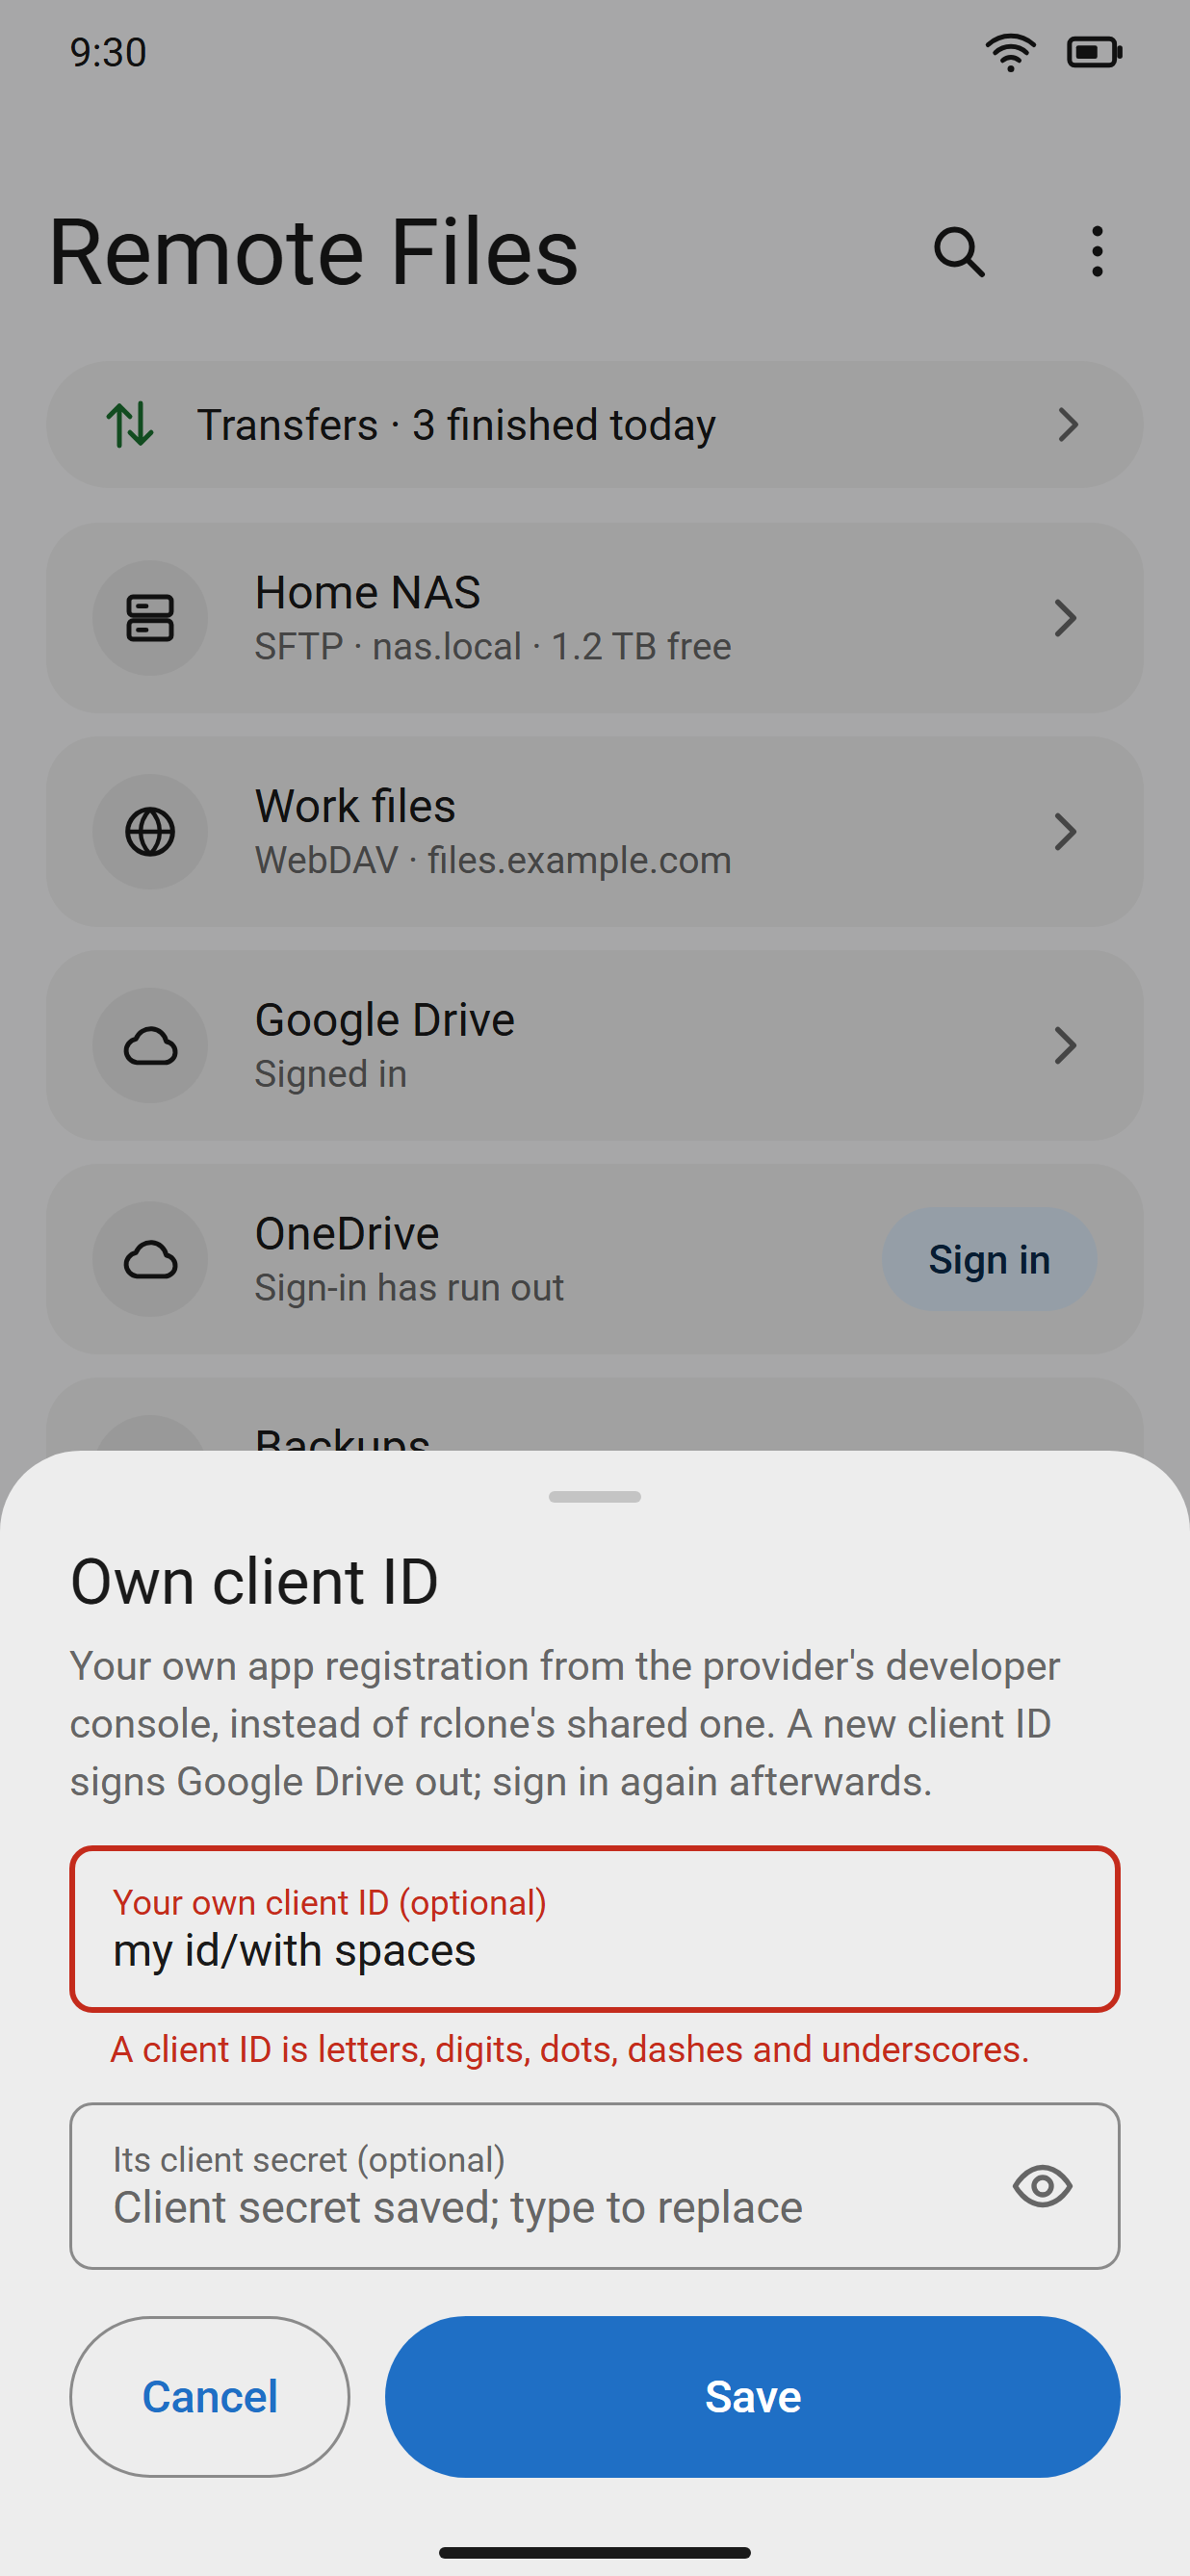 9:30
Remote Files
Transfers · 3 finished today
Home NAS
SFTP · nas.local · 1.2 TB free
Work files
WebDAV · files.example.com
Google Drive
Signed in
OneDrive
Sign-in has run out
Sign in
Backups
Own client ID
Your own app registration from the provider's developer
console, instead of rclone's shared one. A new client ID
signs Google Drive out; sign in again afterwards.
Your own client ID (optional)
my id/with spaces
A client ID is letters, digits, dots, dashes and underscores.
Its client secret (optional)
Client secret saved; type to replace
Cancel
Save